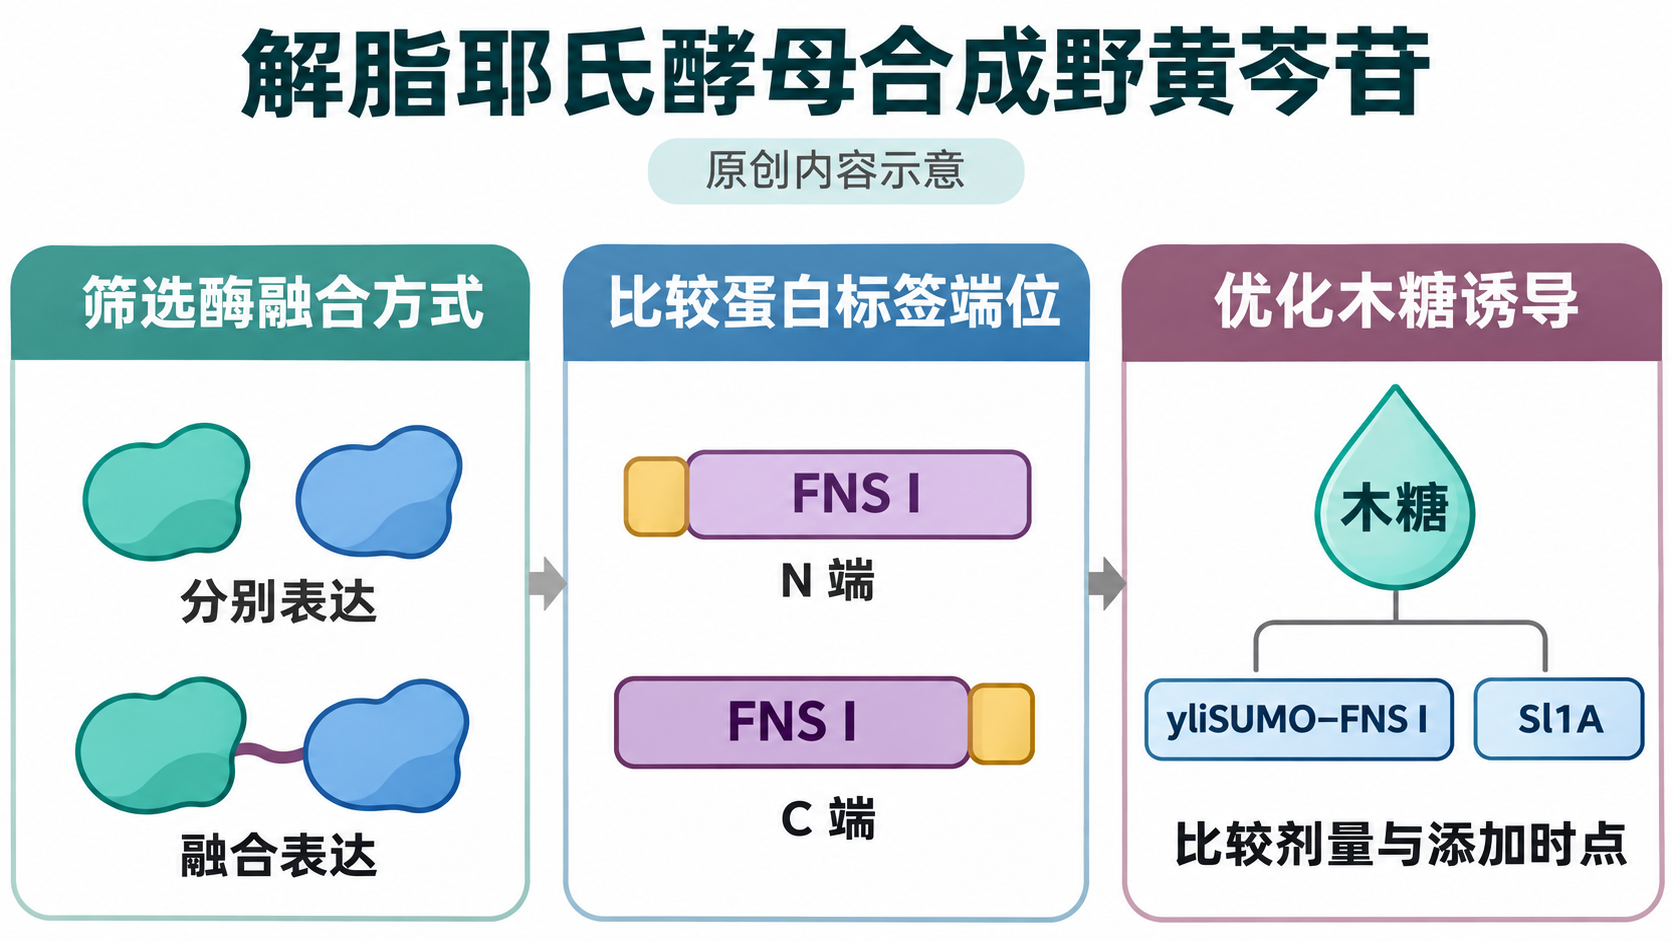 解脂耶氏酵母合成野黄芩苷
原创内容示意
筛选酶融合方式
分别表达
融合表达
比较蛋白标签端位
FNS I
N 端
FNS I
C 端
优化木糖诱导
木糖
yliSUMO–FNS I
Sl1A
比较剂量与添加时点